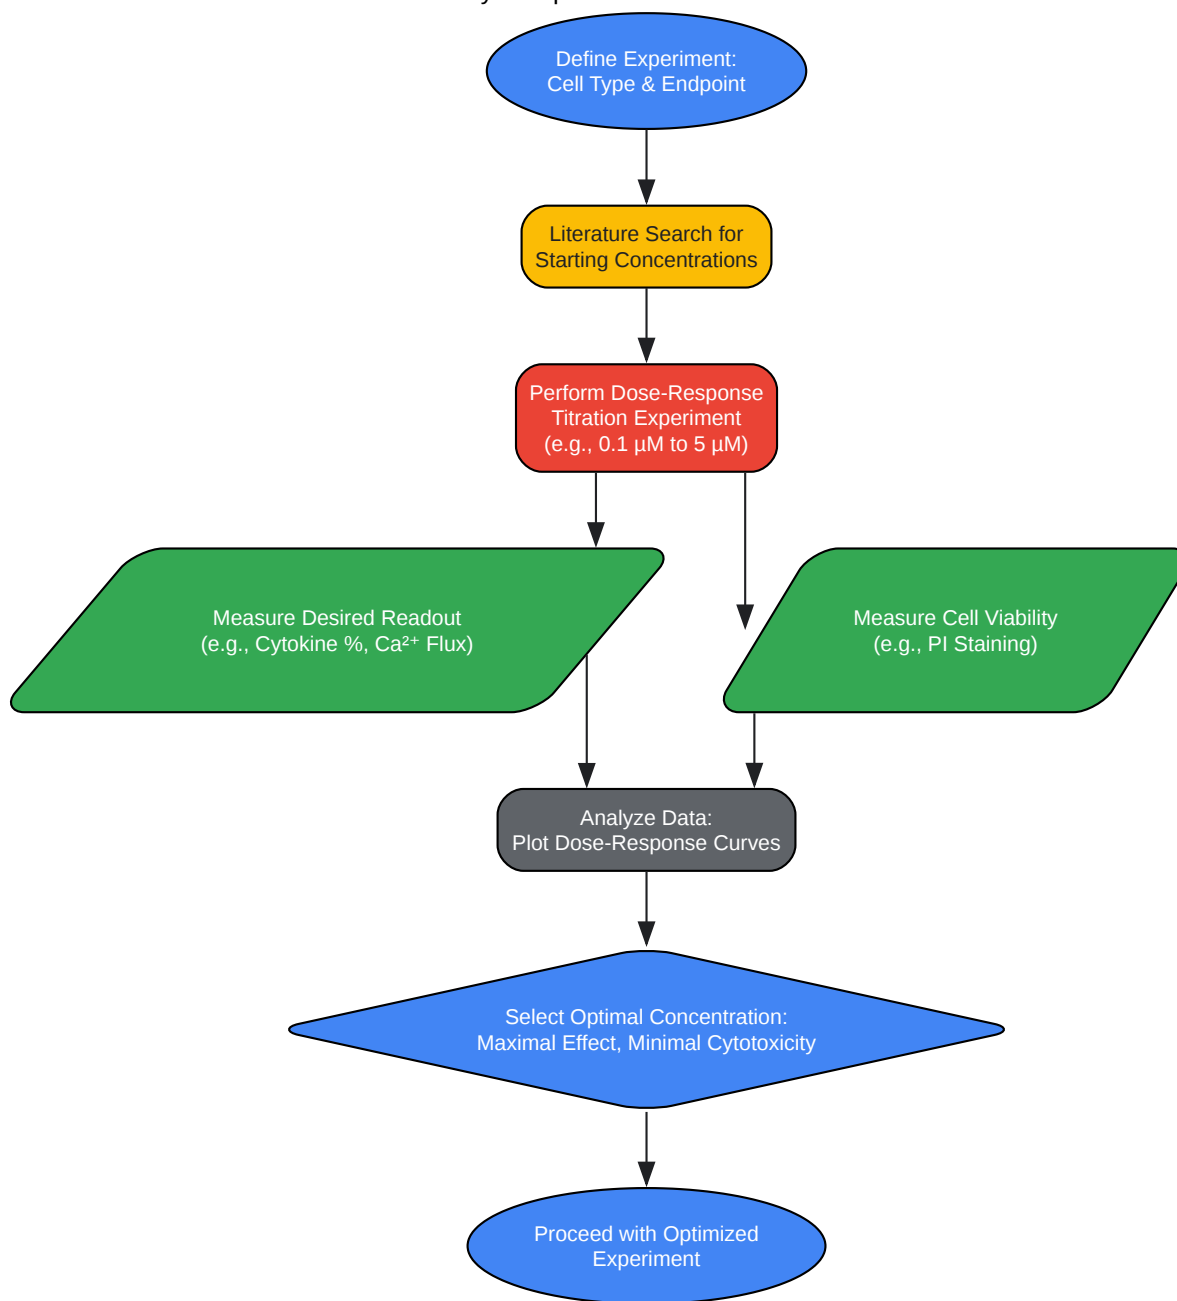 Define Experiment:
Cell Type & Endpoint
Literature Search for
Starting Concentrations
Perform Dose-Response
Titration Experiment
(e.g., 0.1 µM to 5 µM)
Measure Desired Readout
(e.g., Cytokine %, Ca²⁺ Flux)
Measure Cell Viability
(e.g., PI Staining)
Analyze Data:
Plot Dose-Response Curves
Select Optimal Concentration:
Maximal Effect, Minimal Cytotoxicity
Proceed with Optimized
Experiment